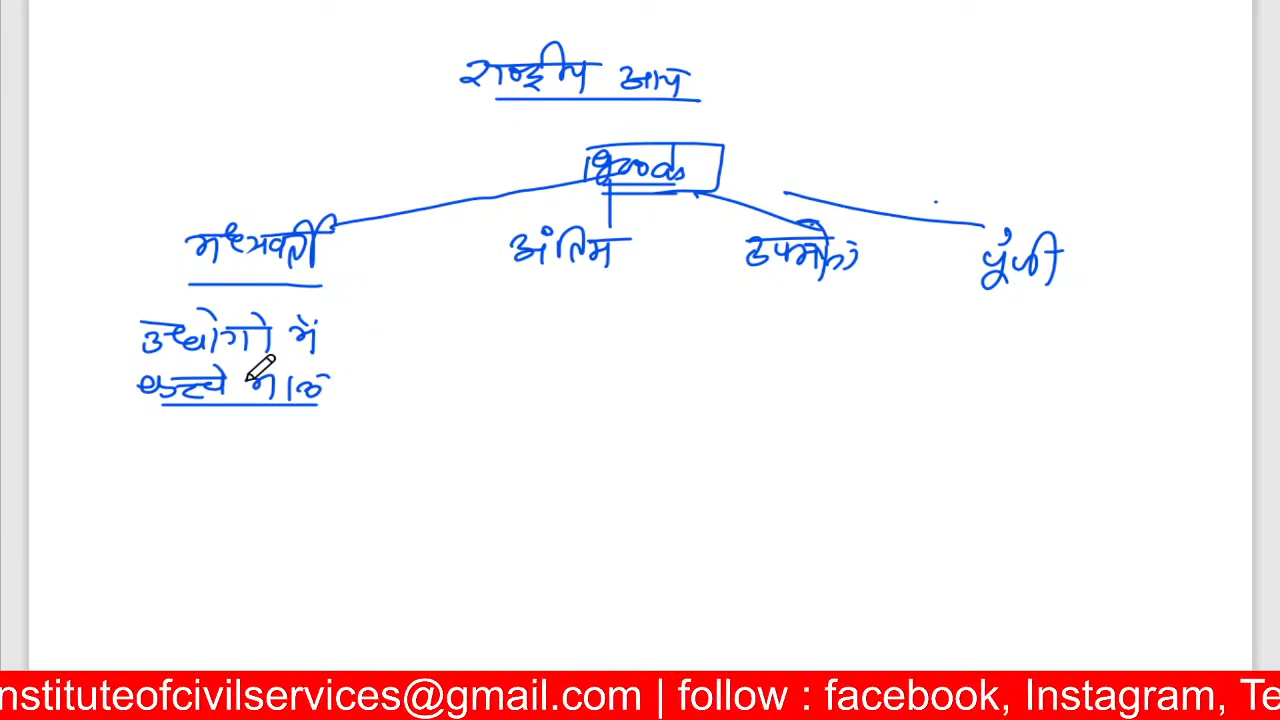 राष्ट्रीय आय
goods
मध्यवर्ती अंतिम उपभोक्ता पूँजी
उद्योगो में
कच्चे माल
nstituteofcivilservices@gmail.com | follow : facebook, Instagram, Te